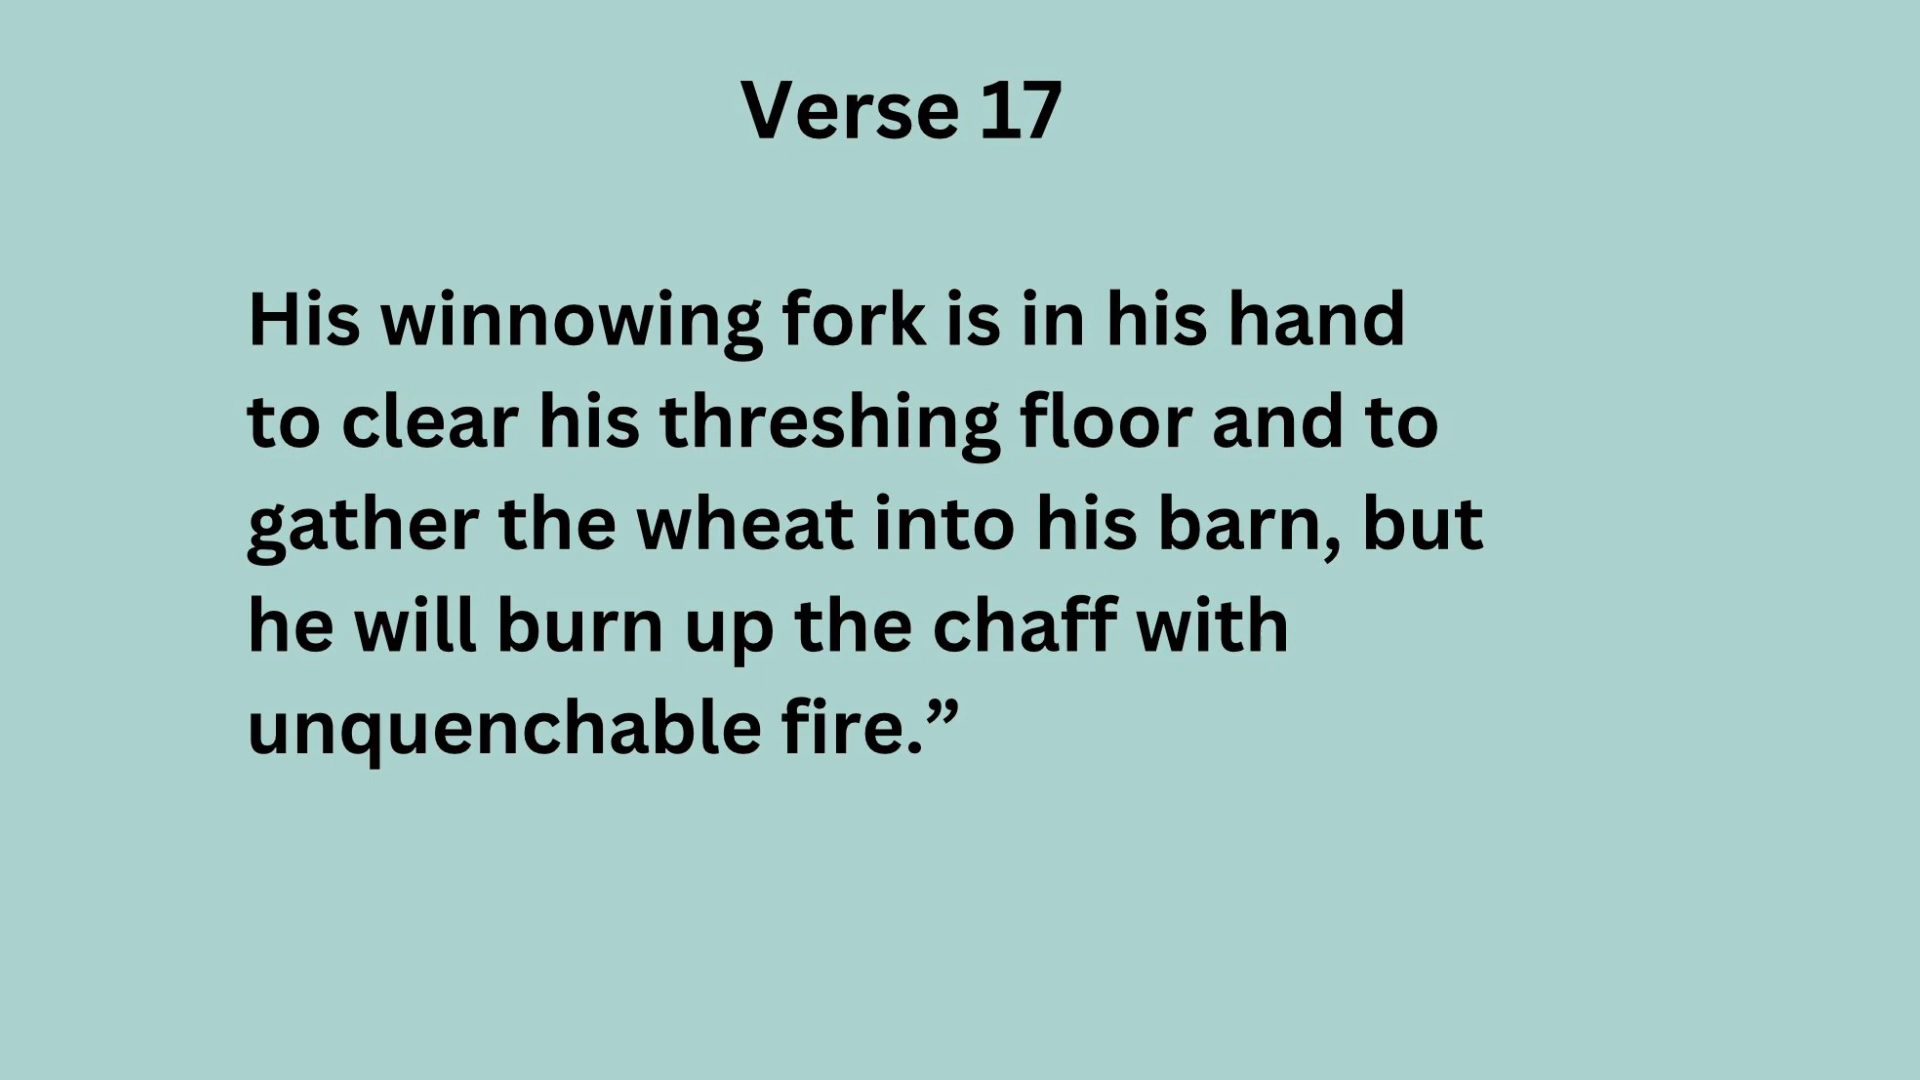 Verse 17
His winnowing fork is in his hand
to clear his threshing floor and to
gather the wheat into his barn, but
he will burn up the chaff with
unquenchable fire.”